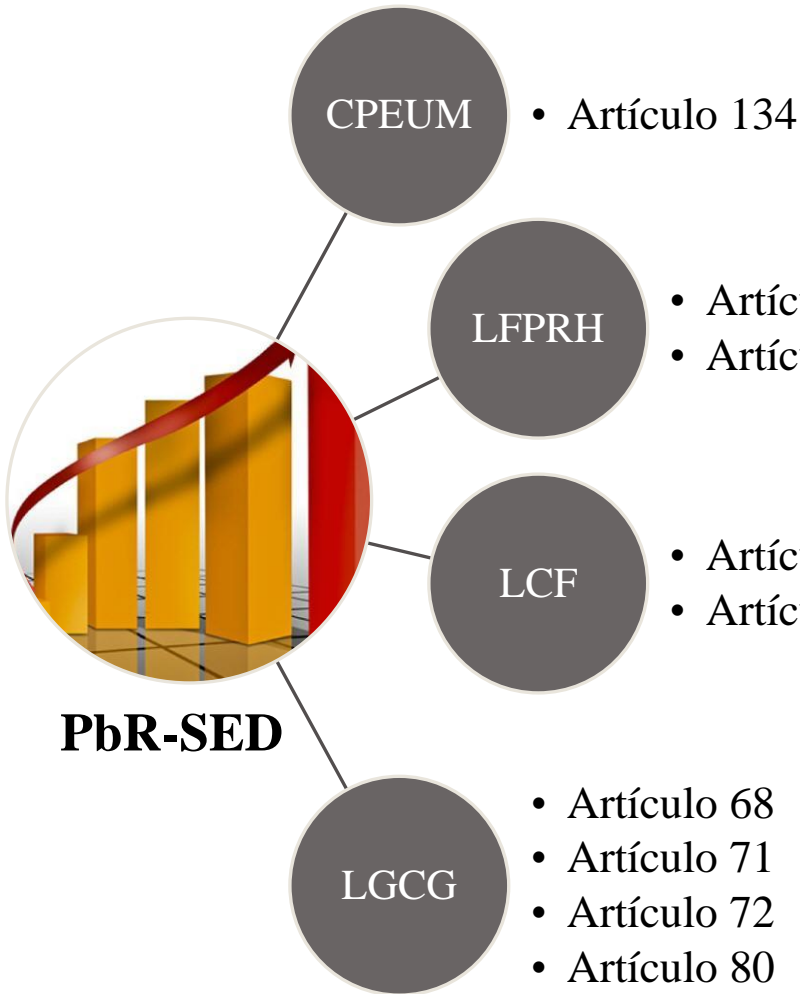 CPEUM
• Artículo 134
LFPRH
LCF
PbR-SED
LGCG
• Artículo 68
• Artículo 71
• Artículo 72
• Artículo 80